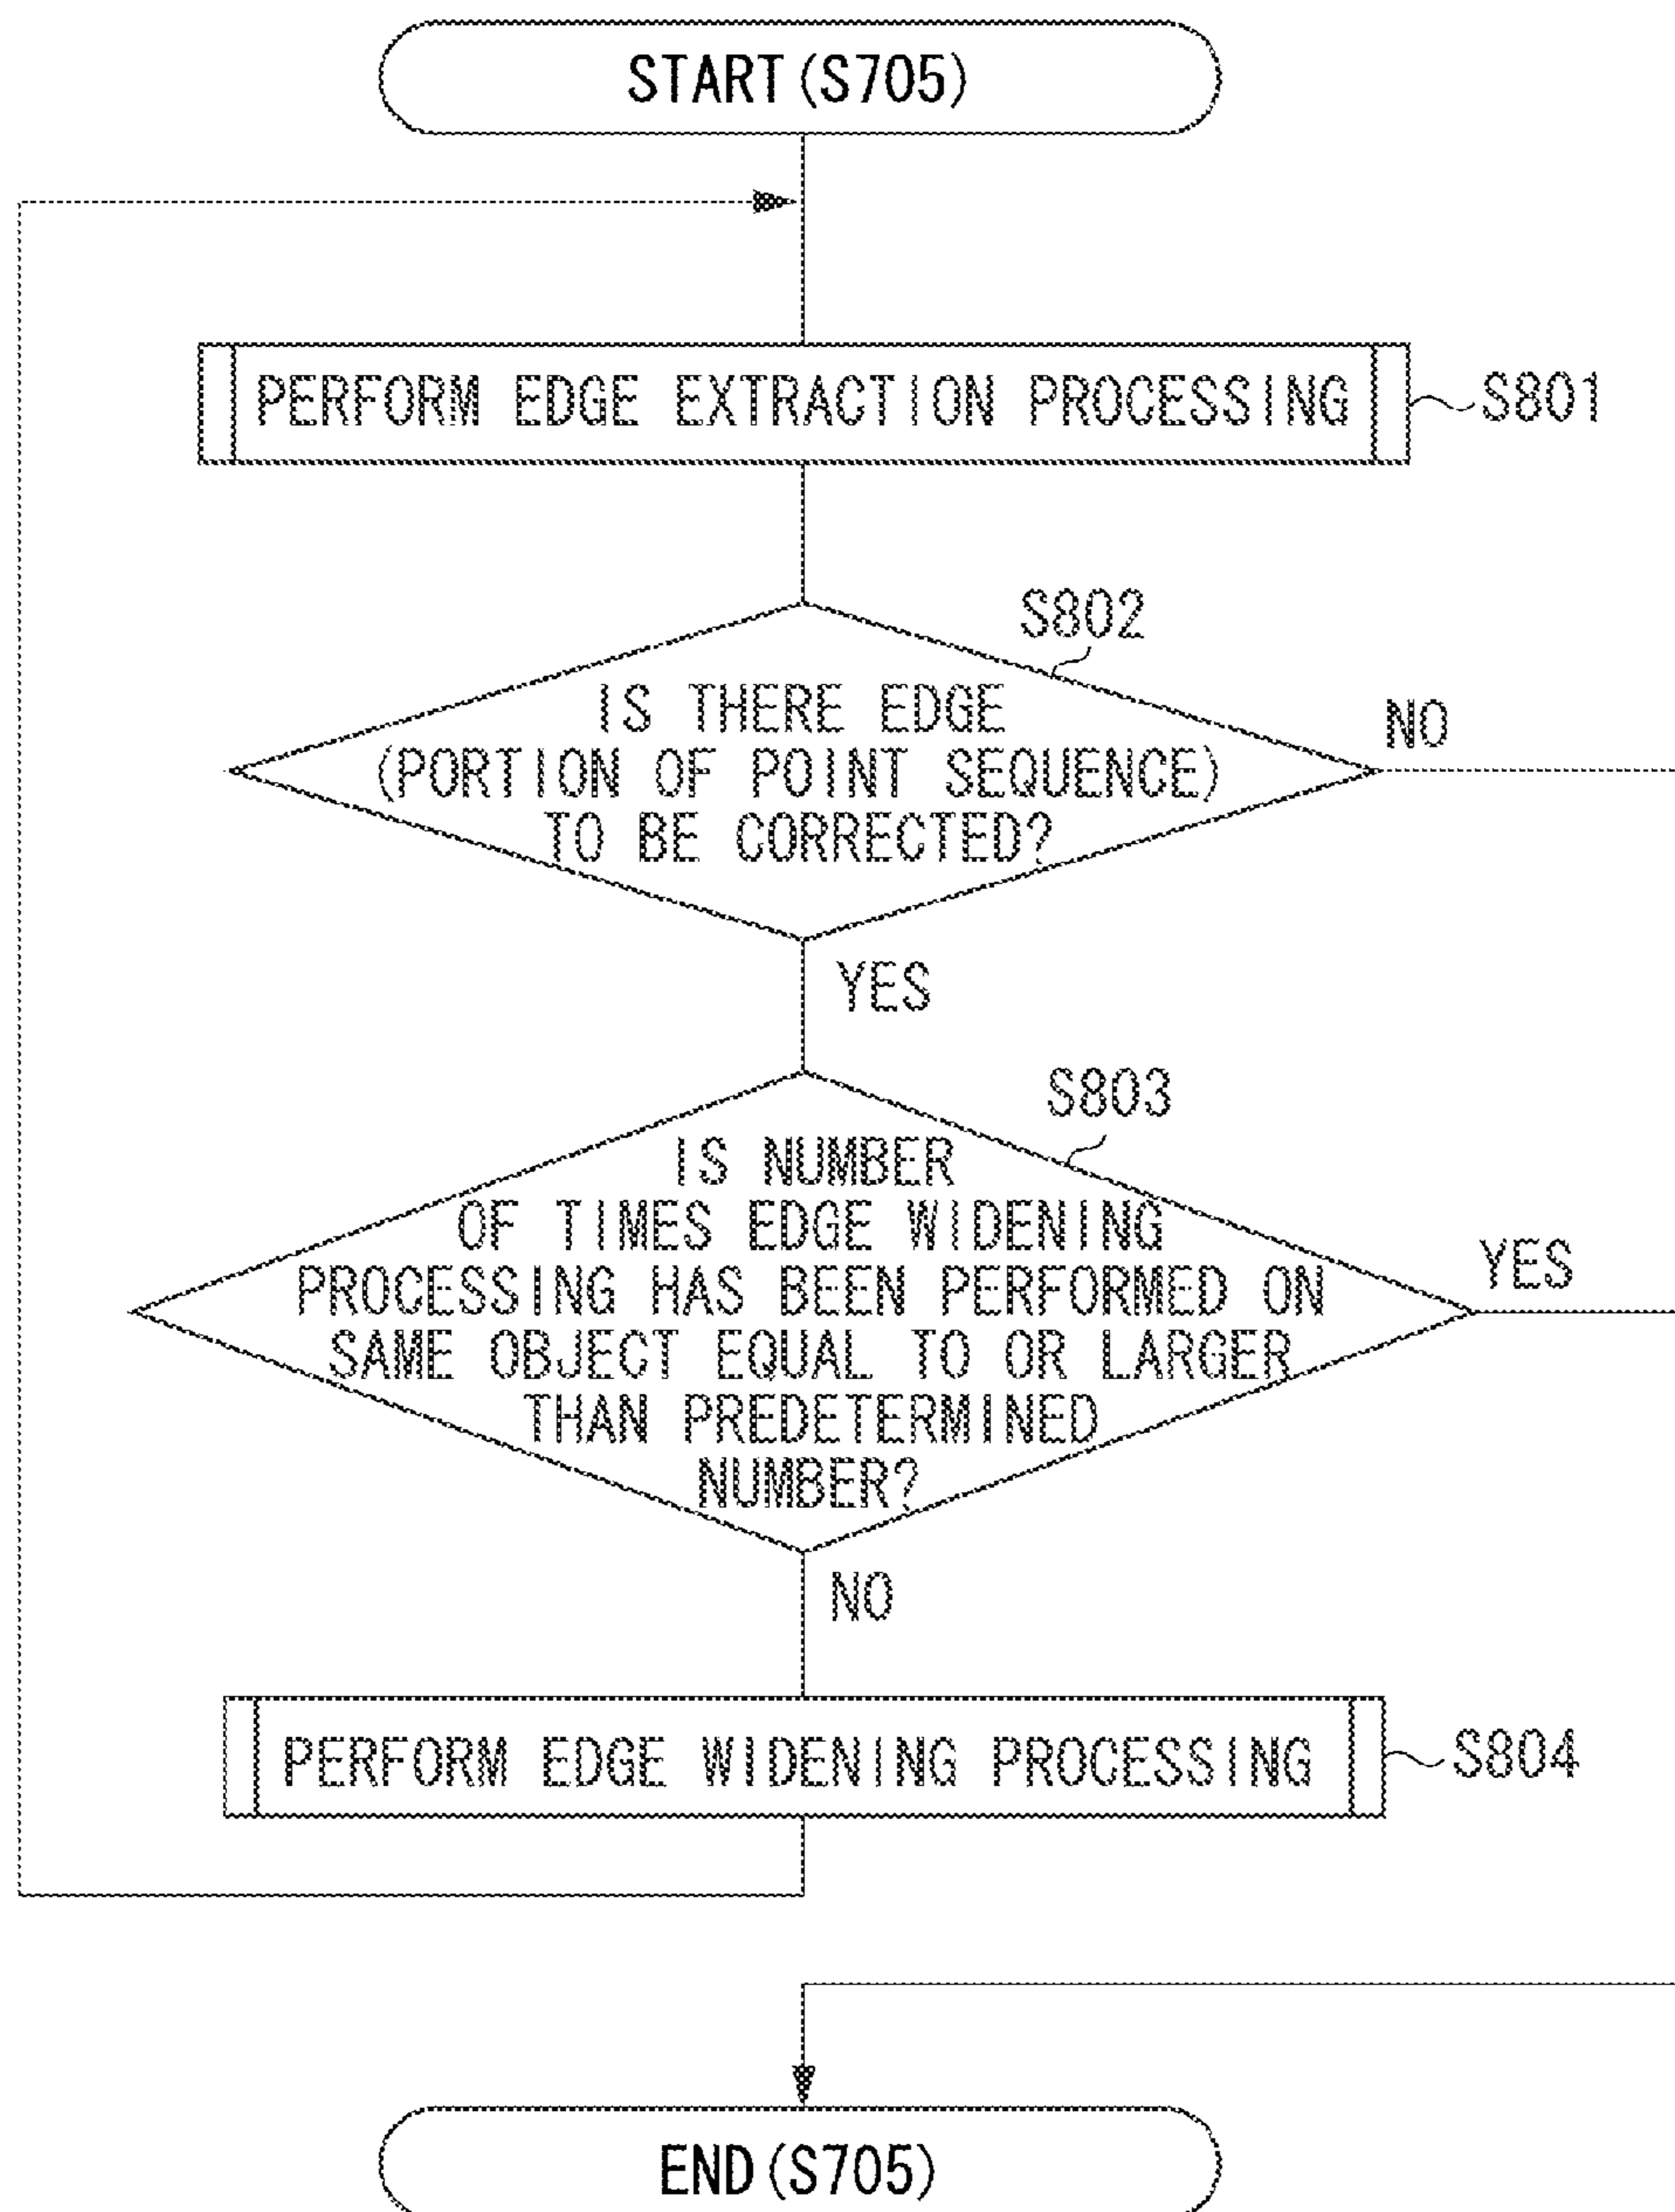 START(S705)
PERFORM EDGE EXTRACTION PROCESSING
S801
S802
IS THERE EDGE
(PORTION OF POINT SEQUENCE)
TO BE CORRECTED?
NO
YES
S803
IS NUMBER
OF TIMES EDGE WIDENING
PROCESSING HAS BEEN PERFORMED ON
SAME OBJECT EQUAL TO OR LARGER
THAN PREDETERMINED
NUMBER?
YES
NO
PERFORM EDGE WIDENING PROCESSING
S804
END(S705)